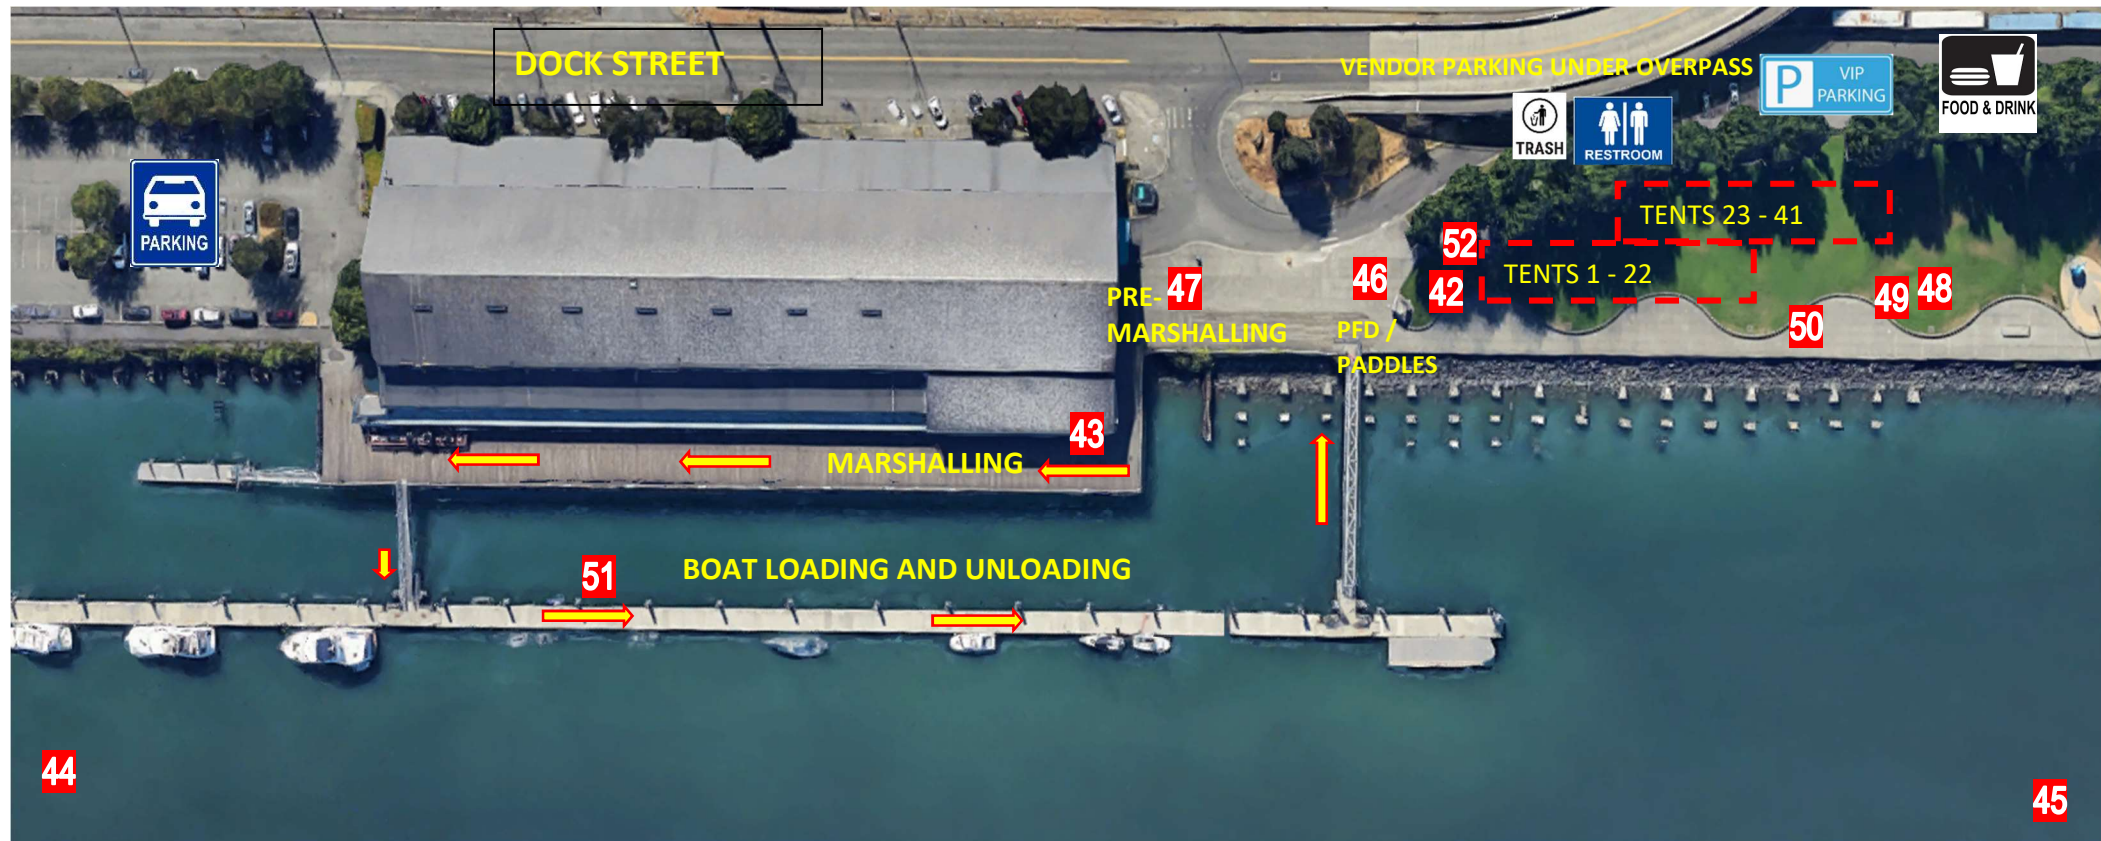 DOCK STREET
VENDOR PARKING UNDER OVERPASS
P VIP
PARKING
FOOD & DRINK
TRASH
RESTROOM
PARKING
TENTS 23 - 41
52
TENTS 1 - 22
PRE- 47
MARSHALLING
46
42
49
48
50
PFD /
PADDLES
43
MARSHALLING
51
BOAT LOADING AND UNLOADING
44
45